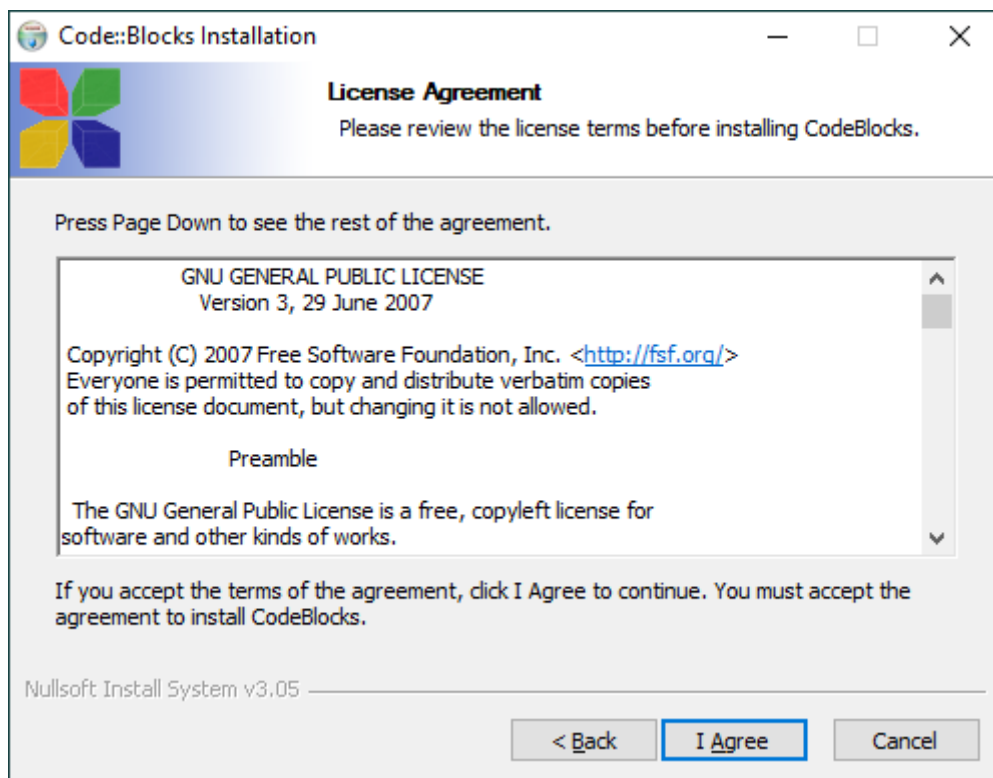 Code::Blocks Installation
License Agreement
Please review the license terms before installing CodeBlocks.
Press Page Down to see the rest of the agreement.
GNU GENERAL PUBLIC LICENSE
Version 3, 29 June 2007
Copyright (C) 2007 Free Software Foundation, Inc. <http://fsf.org/>
Everyone is permitted to copy and distribute verbatim copies
of this license document, but changing it is not allowed.
Preamble
The GNU General Public License is a free, copyleft license for
software and other kinds of works.
If you accept the terms of the agreement, click I Agree to continue. You must accept the
agreement to install CodeBlocks.
Nullsoft Install System v3.05
< Back
I Agree
Cancel